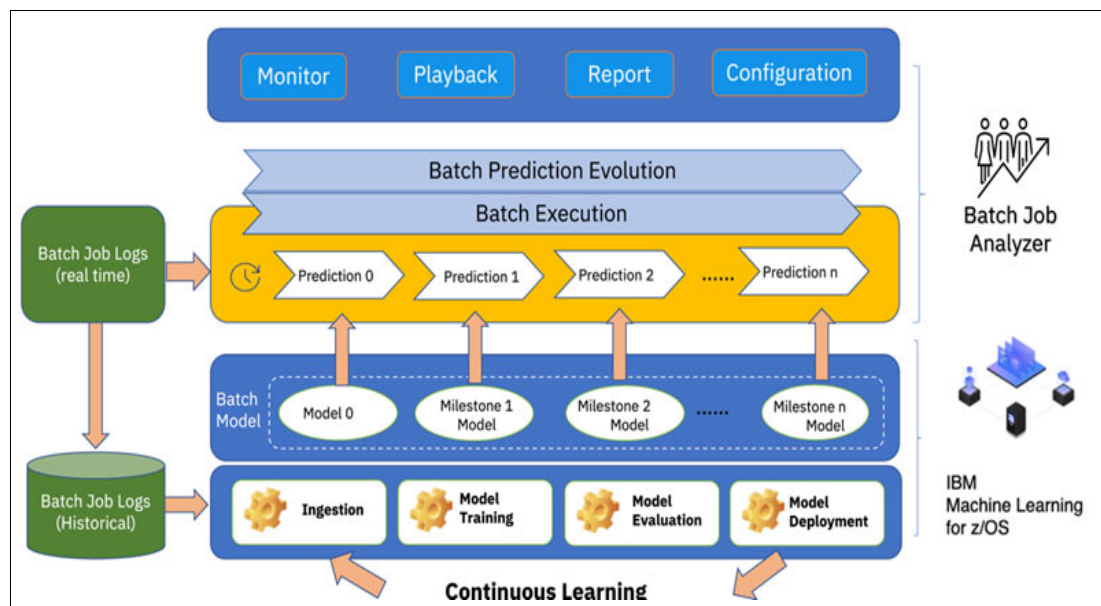 Monitor
Playback
Report
Configuration
Batch Prediction Evolution
Batch Execution
Batch Job Logs
(real time)
Prediction 0
Prediction 1
Prediction 2
......
Prediction n
Batch Job
Analyzer
Batch
Model
Model 0
Milestone 1
Model
Milestone 2
Model
......
Milestone n
Model
Batch Job Logs
(Historical)
Ingestion
Model
Training
Model
Evaluation
Model
Deployment
IBM
Machine Learning
for z/OS
Continuous Learning